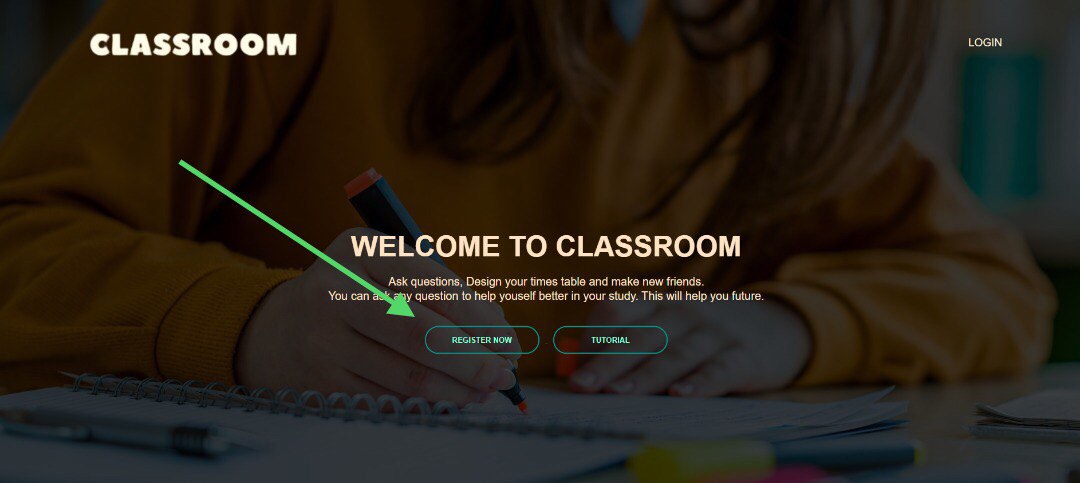 CLASSROOM
LOGIN
WELCOME TO CLASSROOM
Ask questions, Design your times table and make new friends.
You can ask any question to help youself better in your study. This will help you future.
REGISTER NOW
TUTORIAL